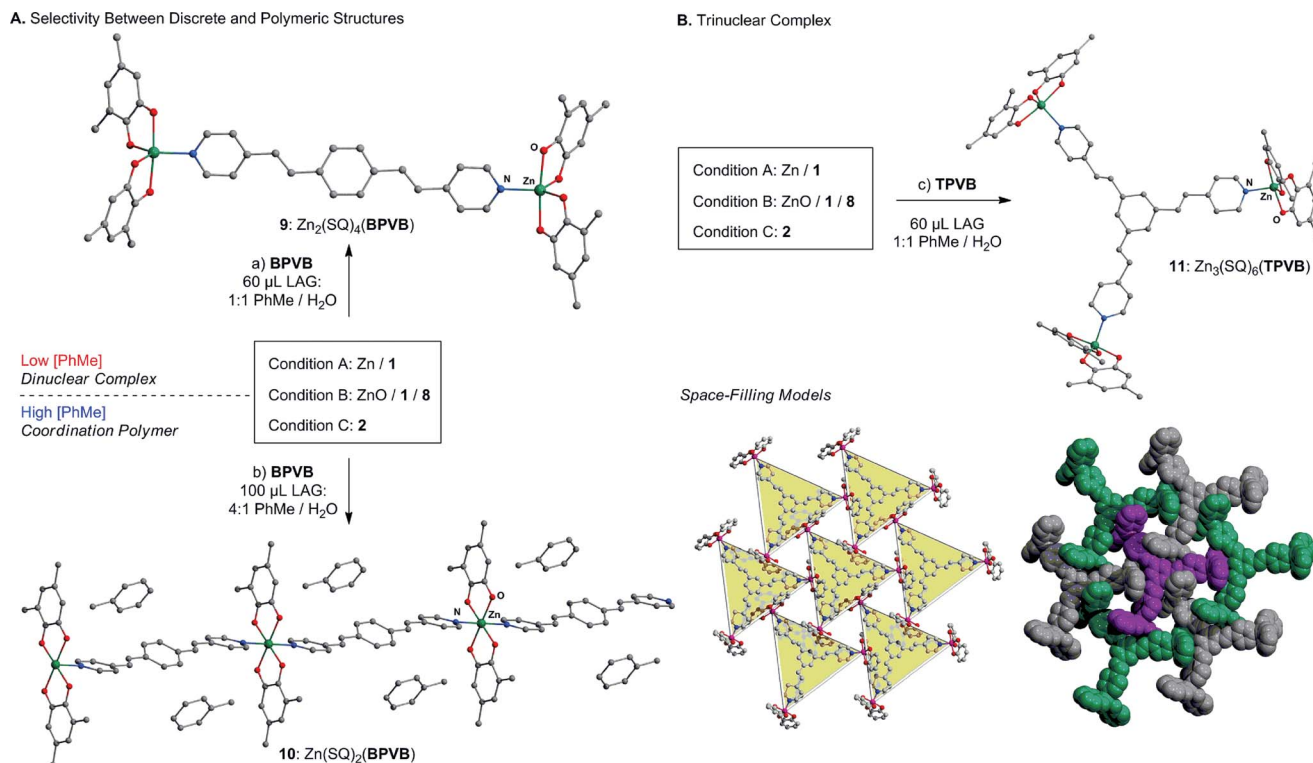 A. Selectivity Between Discrete and Polymeric Structures
O
N
Zn
9: Zn₂(SQ)₄(BPVB)
a) BPVB
60 µL LAG:
1:1 PhMe / H₂O
Low [PhMe]
Dinuclear Complex
High [PhMe]
Coordination Polymer
Condition A: Zn / 1
Condition B: ZnO / 1 / 8
Condition C: 2
b) BPVB
100 µL LAG:
4:1 PhMe / H₂O
N
O
Zn
10: Zn(SQ)₂(BPVB)
B. Trinuclear Complex
Condition A: Zn / 1
Condition B: ZnO / 1 / 8
Condition C: 2
c) TPVB
60 µL LAG
1:1 PhMe / H₂O
N
Zn
O
11: Zn₃(SQ)₆(TPVB)
Space-Filling Models